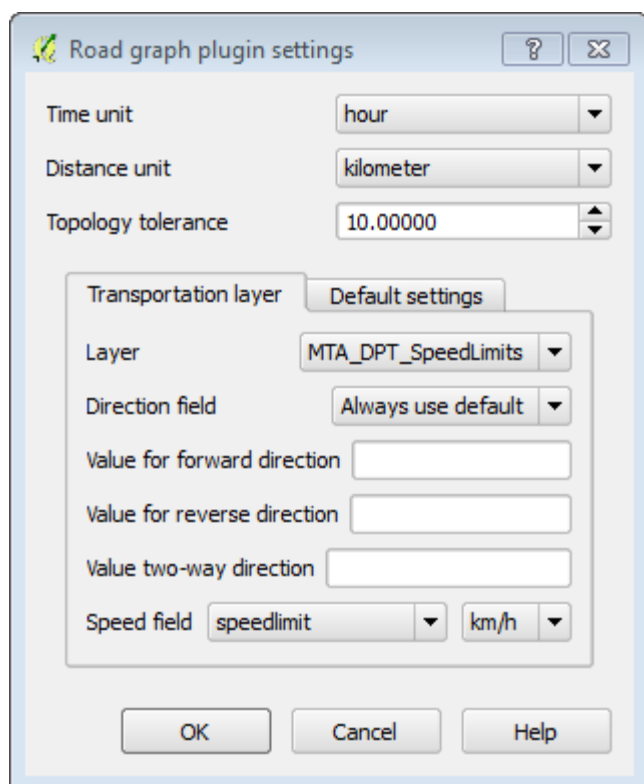 Road graph plugin settings
Time unit hour
Distance unit kilometer
Topology tolerance 10.00000
Transportation layer Default settings
Layer MTA_DPT_SpeedLimits
Direction field Always use default
Value for forward direction
Value for reverse direction
Value two-way direction
Speed field speedlimit km/h
OK Cancel Help